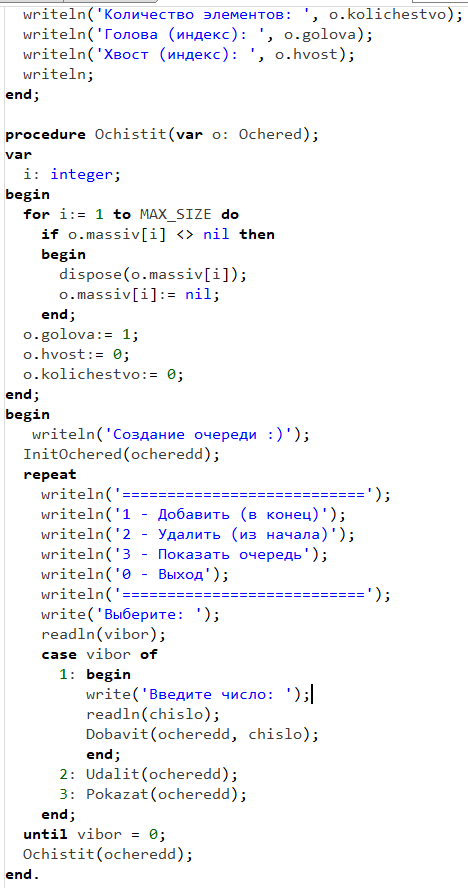 writeln('Количество элементов: ', o.kolichestvo);
writeln('Голова (индекс): ', o.golova);
writeln('Хвост (индекс): ', o.hvost);
writeln;
end;
procedure Ochistit(var o: Ochered);
var
i: integer;
begin
for i:= 1 to MAX_SIZE do
if o.massiv[i] <> nil then
begin
dispose(o.massiv[i]);
o.massiv[i]:= nil;
end;
o.golova:= 1;
o.hvost:= 0;
o.kolichestvo:= 0;
end;
begin
writeln('Создание очереди :)');
InitOchered(ocheredd);
repeat
writeln('===========================');
writeln('1 - Добавить (в конец)');
writeln('2 - Удалить (из начала)');
writeln('3 - Показать очередь');
writeln('0 - Выход');
writeln('===========================');
write('Выберите: ');
readln(vibor);
case vibor of
1: begin
write('Введите число: ');
readln(chislo);
Dobavit(ocheredd, chislo);
end;
2: Udalit(ocheredd);
3: Pokazat(ocheredd);
end;
until vibor = 0;
Ochistit(ocheredd);
end.